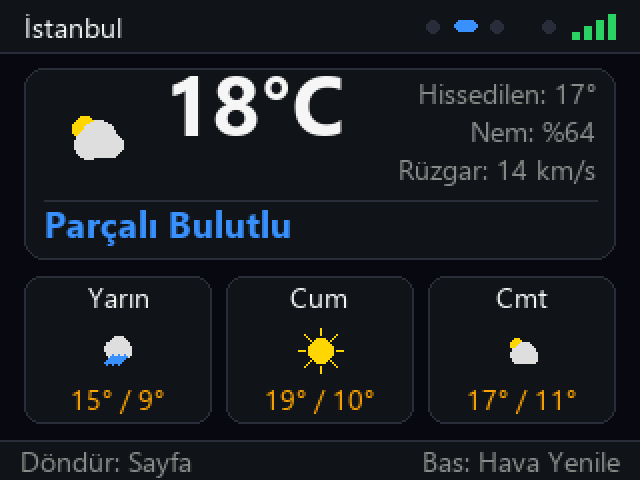 İstanbul
18°C
Hissedilen: 17°
Nem: %64
Rüzgar: 14 km/s
Parçalı Bulutlu
Yarın
15° / 9°
Cum
19° / 10°
Cmt
17° / 11°
Döndür: Sayfa
Bas: Hava Yenile